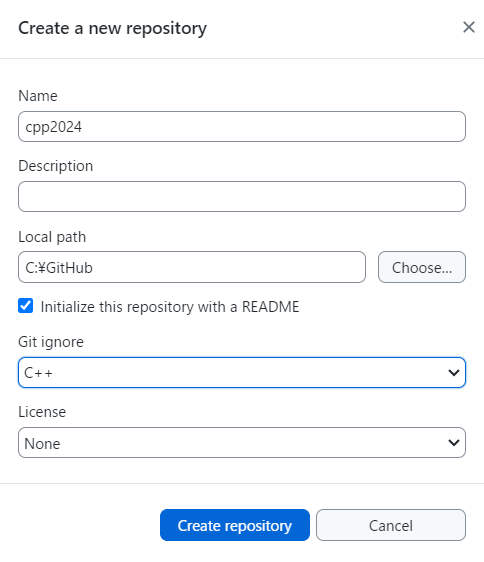 Create a new repository
Name
cpp2024
Description
Local path
C:¥GitHub
Choose...
Initialize this repository with a README
Git ignore
C++
License
None
Create repository
Cancel